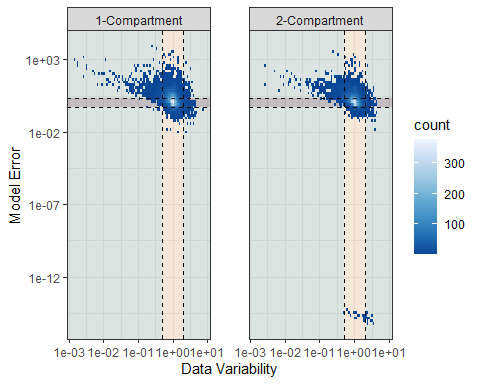 1-Compartment 2-Compartment
1e+03
1e-02
1e-07
1e-12
Model Error
1e-03 1e-02 1e-01 1e+00 1e+01 1e-03 1e-02 1e-01 1e+00 1e+01
Data Variability
count
300
200
100